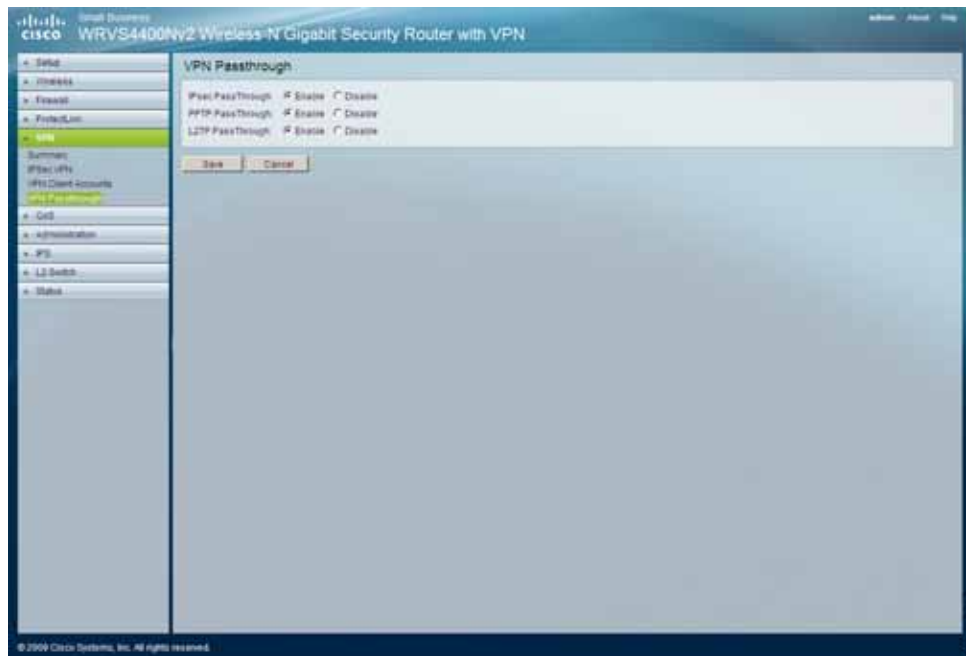 Small Business
cisco WRVS4400Nv2 Wireless-N Gigabit Security Router with VPN
admin About Help
Setup
Wireless
Firewall
ProtectLink
VPN
Summary
IPSec VPN
VPN Client Accounts
VPN Passthrough
QoS
Administration
IPS
L2 Switch
Status
VPN Passthrough
IPsec PassThrough Enable Disable
PPTP PassThrough Enable Disable
L2TP PassThrough Enable Disable
Save Cancel
© 2009 Cisco Systems, Inc. All rights reserved.